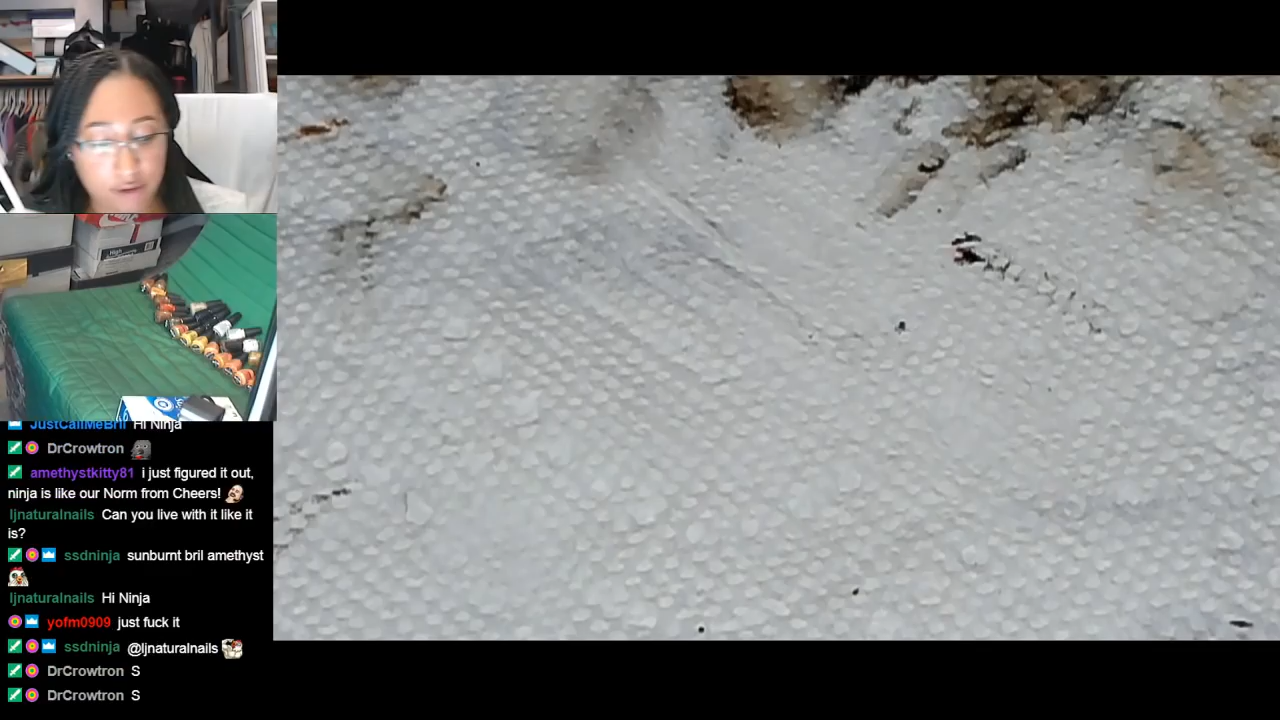 JustCallMeBril Hi Ninja
DrCrowtron
amethystkitty81 i just figured it out,
ninja is like our Norm from Cheers!
ljnaturalnails Can you live with it like it
is?
ssdninja sunburnt bril amethyst
ljnaturalnails Hi Ninja
yofm0909 just fuck it
ssdninja @ljnaturalnails
DrCrowtron S
DrCrowtron S